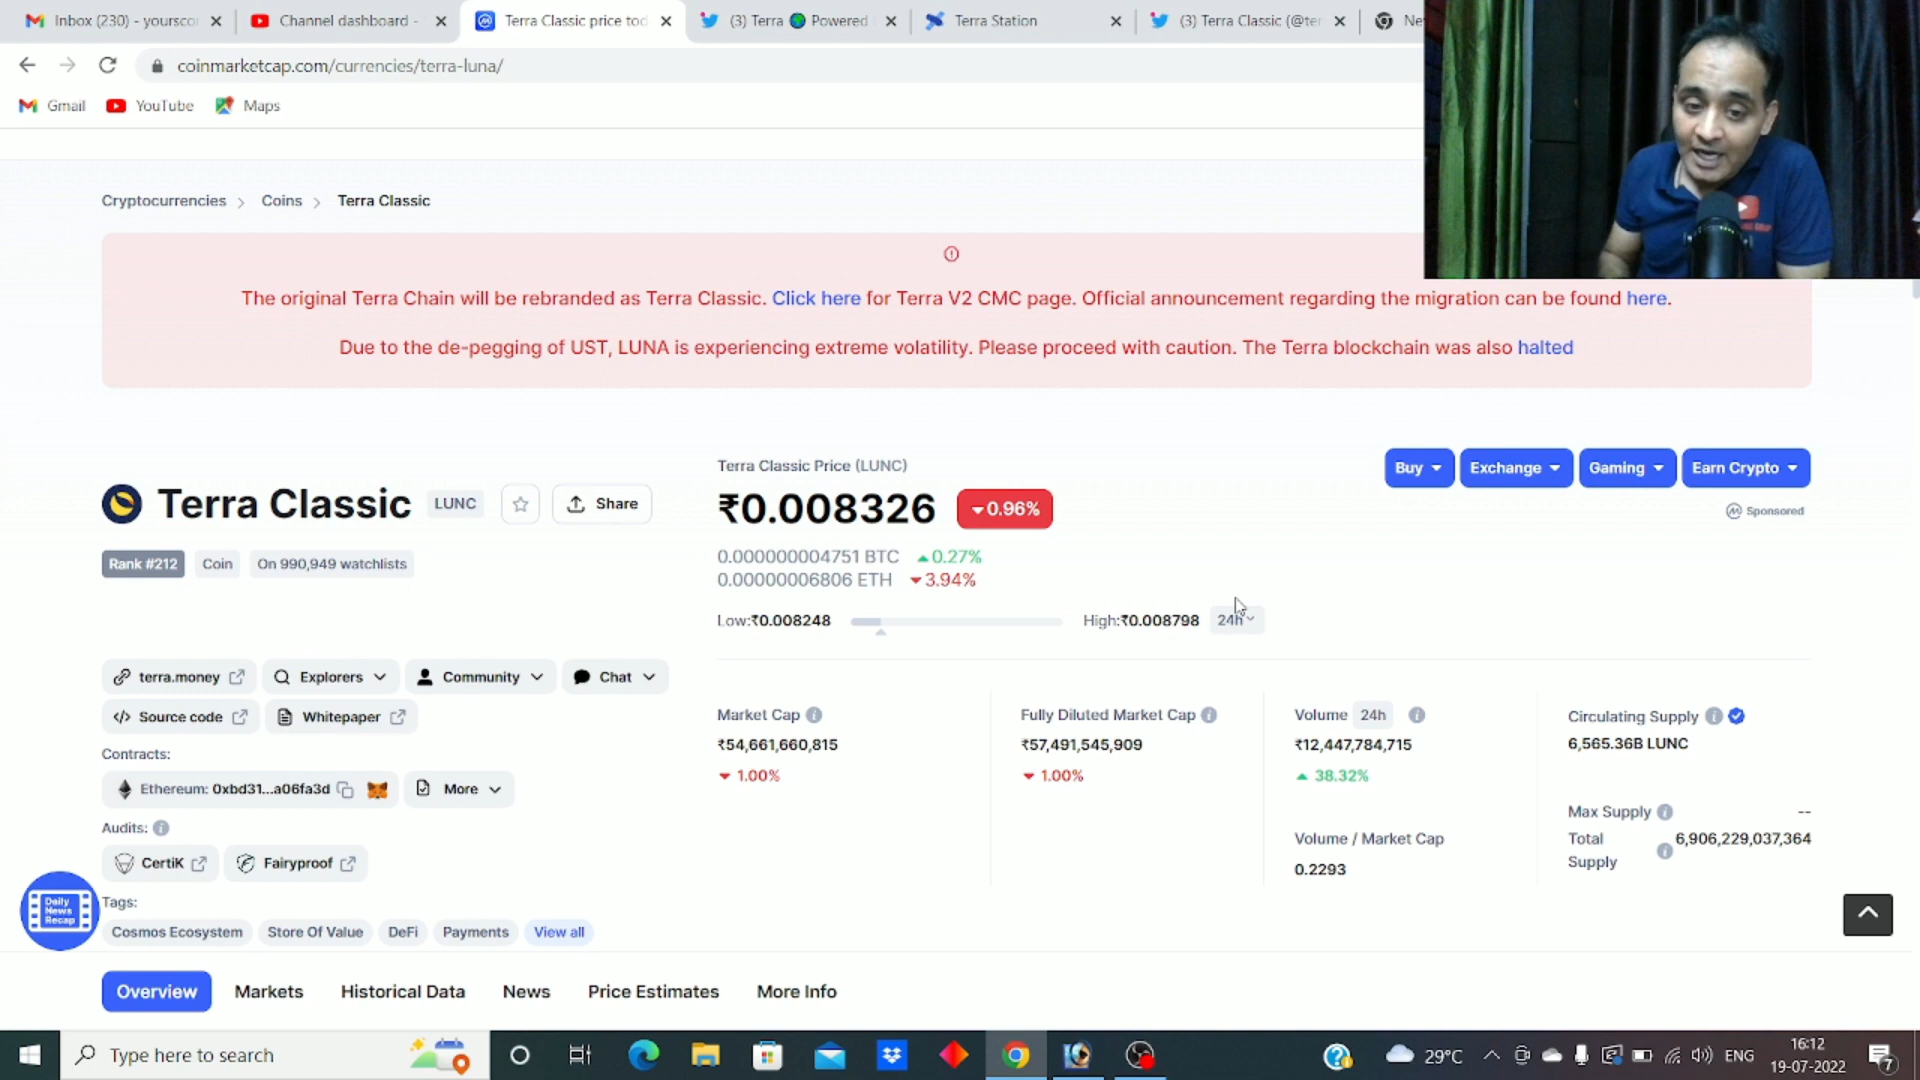 Inbox (230) - yourscor
Channel dashboard -
Terra Classic price tod
(3) Terra 🌍 Powered
Terra Station
(3) Terra Classic (@ter
coinmarketcap.com/currencies/terra-luna/
Gmail
YouTube
Maps
Cryptocurrencies
Coins
Terra Classic
The original Terra Chain will be rebranded as Terra Classic. Click here for Terra V2 CMC page. Official announcement regarding the migration can be found here.
Due to the de-pegging of UST, LUNA is experiencing extreme volatility. Please proceed with caution. The Terra blockchain was also halted
Terra Classic Price (LUNC)
Buy
Exchange
Gaming
Earn Crypto
Terra Classic
LUNC
Share
₹0.008326
0.96%
Sponsored
Rank #212
Coin
On 990,949 watchlists
0.000000004751 BTC
0.27%
0.00000006806 ETH
3.94%
Low:₹0.008248
High:₹0.008798
24h
terra.money
Explorers
Community
Chat
Source code
Whitepaper
Market Cap
Fully Diluted Market Cap
Volume
24h
Circulating Supply
₹54,661,660,815
₹57,491,545,909
₹12,447,784,715
6,565.36B LUNC
1.00%
1.00%
38.32%
Contracts:
Ethereum: 0xbd31...a06fa3d
More
Max Supply
--
Volume / Market Cap
Total Supply
6,906,229,037,364
0.2293
Audits:
CertiK
Fairyproof
Daily
News
Recap
Tags:
Cosmos Ecosystem
Store Of Value
DeFi
Payments
View all
Overview
Markets
Historical Data
News
Price Estimates
More Info
Type here to search
29°C
ENG
16:12
19-07-2022
7